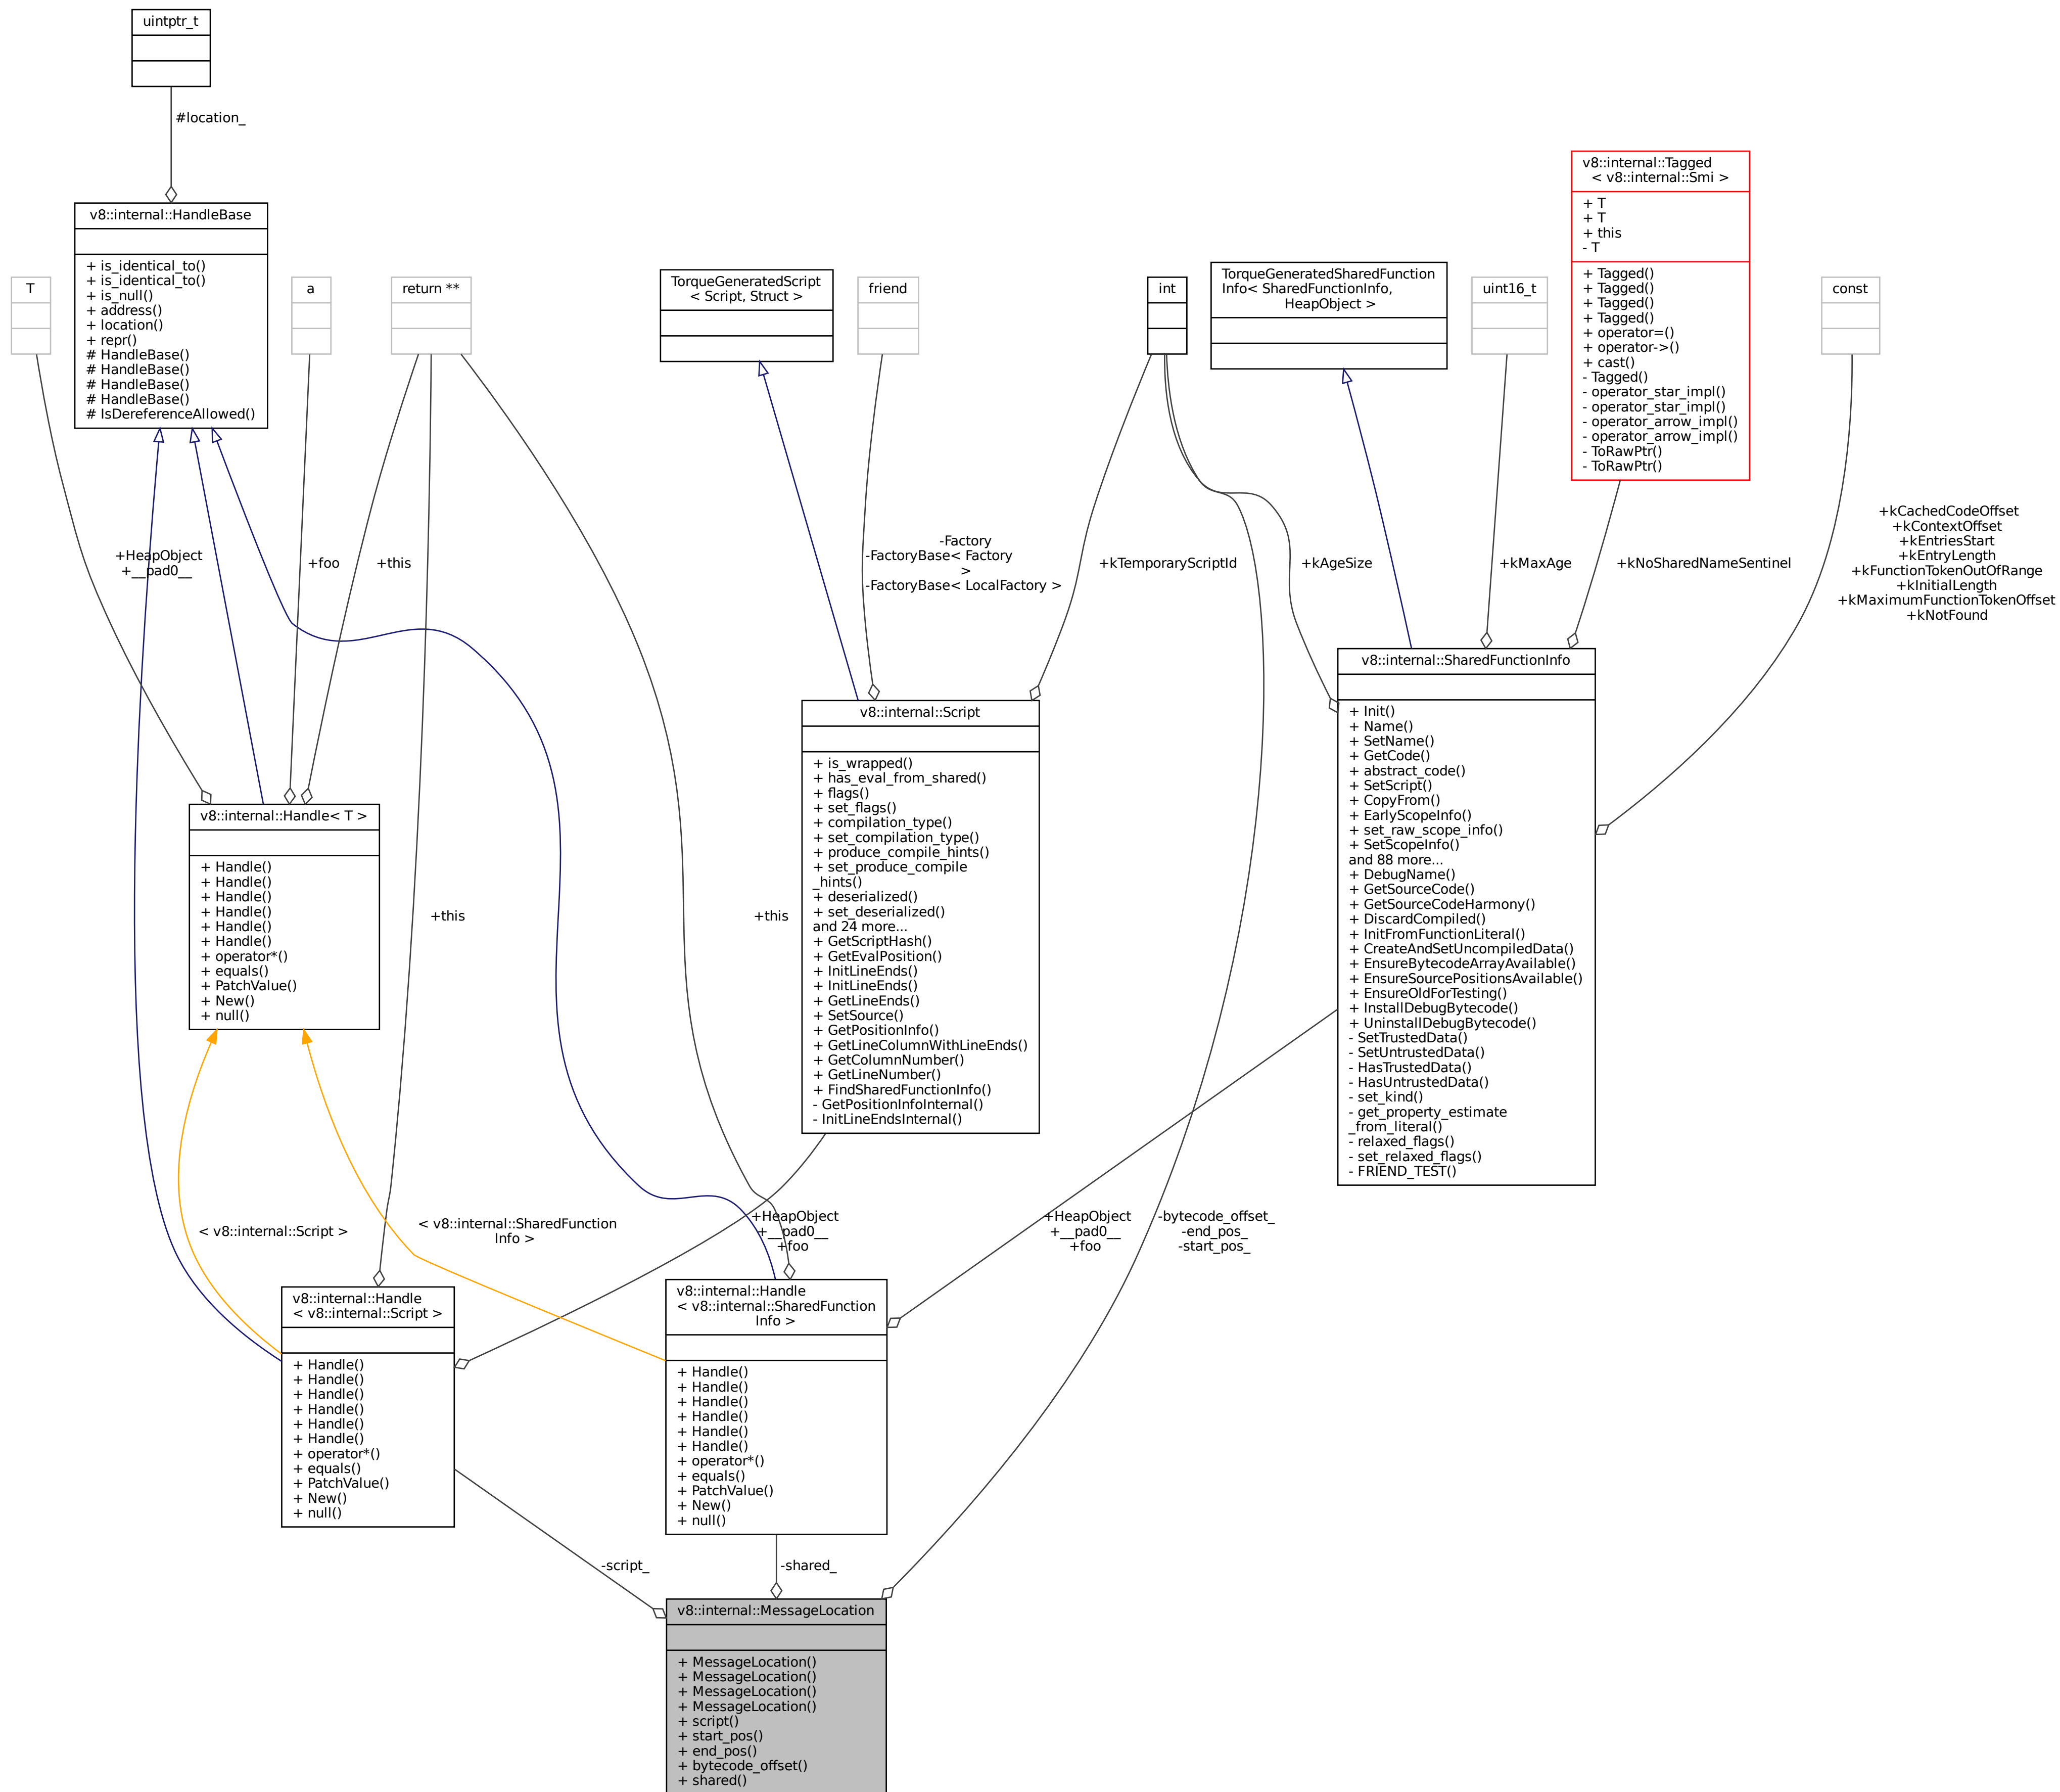 uintptr_t
#location_
v8::internal::HandleBase
+ is_identical_to()
+ is_identical_to()
+ is_null()
+ address()
+ location()
+ repr()
# HandleBase()
# HandleBase()
# HandleBase()
# HandleBase()
# IsDereferenceAllowed()
T
a
return **
TorqueGeneratedScript
< Script, Struct >
friend
int
TorqueGeneratedSharedFunction
Info< SharedFunctionInfo,
HeapObject >
uint16_t
v8::internal::Tagged
< v8::internal::Smi >
+ T
+ T
+ this
- T
+ Tagged()
+ Tagged()
+ Tagged()
+ Tagged()
+ operator=()
+ operator->()
+ cast()
- Tagged()
- operator_star_impl()
- operator_star_impl()
- operator_arrow_impl()
- operator_arrow_impl()
- ToRawPtr()
- ToRawPtr()
const
+HeapObject
+__pad0__
+foo
+this
-Factory
-FactoryBase< Factory
>
-FactoryBase< LocalFactory >
+kTemporaryScriptId
+kAgeSize
+kMaxAge
+kNoSharedNameSentinel
+kCachedCodeOffset
+kContextOffset
+kEntriesStart
+kEntryLength
+kFunctionTokenOutOfRange
+kInitialLength
+kMaximumFunctionTokenOffset
+kNotFound
v8::internal::Handle< T >
+ Handle()
+ Handle()
+ Handle()
+ Handle()
+ Handle()
+ Handle()
+ operator*()
+ equals()
+ PatchValue()
+ New()
+ null()
+this
+this
v8::internal::Script
+ is_wrapped()
+ has_eval_from_shared()
+ flags()
+ set_flags()
+ compilation_type()
+ set_compilation_type()
+ produce_compile_hints()
+ set_produce_compile
_hints()
+ deserialized()
+ set_deserialized()
and 24 more...
+ GetScriptHash()
+ GetEvalPosition()
+ InitLineEnds()
+ InitLineEnds()
+ GetLineEnds()
+ SetSource()
+ GetPositionInfo()
+ GetLineColumnWithLineEnds()
+ GetColumnNumber()
+ GetLineNumber()
+ FindSharedFunctionInfo()
- GetPositionInfoInternal()
- InitLineEndsInternal()
v8::internal::SharedFunctionInfo
+ Init()
+ Name()
+ SetName()
+ GetCode()
+ abstract_code()
+ SetScript()
+ CopyFrom()
+ EarlyScopeInfo()
+ set_raw_scope_info()
+ SetScopeInfo()
and 88 more...
+ DebugName()
+ GetSourceCode()
+ GetSourceCodeHarmony()
+ DiscardCompiled()
+ InitFromFunctionLiteral()
+ CreateAndSetUncompiledData()
+ EnsureBytecodeArrayAvailable()
+ EnsureSourcePositionsAvailable()
+ EnsureOldForTesting()
+ InstallDebugBytecode()
+ UninstallDebugBytecode()
- SetTrustedData()
- SetUntrustedData()
- HasTrustedData()
- HasUntrustedData()
- set_kind()
- get_property_estimate
_from_literal()
- relaxed_flags()
- set_relaxed_flags()
- FRIEND_TEST()
< v8::internal::Script >
< v8::internal::SharedFunction
Info >
+HeapObject
+__pad0__
+foo
+HeapObject
+__pad0__
+foo
-bytecode_offset_
-end_pos_
-start_pos_
v8::internal::Handle
< v8::internal::Script >
+ Handle()
+ Handle()
+ Handle()
+ Handle()
+ Handle()
+ Handle()
+ operator*()
+ equals()
+ PatchValue()
+ New()
+ null()
v8::internal::Handle
< v8::internal::SharedFunction
Info >
+ Handle()
+ Handle()
+ Handle()
+ Handle()
+ Handle()
+ Handle()
+ operator*()
+ equals()
+ PatchValue()
+ New()
+ null()
-script_
-shared_
v8::internal::MessageLocation
+ MessageLocation()
+ MessageLocation()
+ MessageLocation()
+ MessageLocation()
+ script()
+ start_pos()
+ end_pos()
+ bytecode_offset()
+ shared()